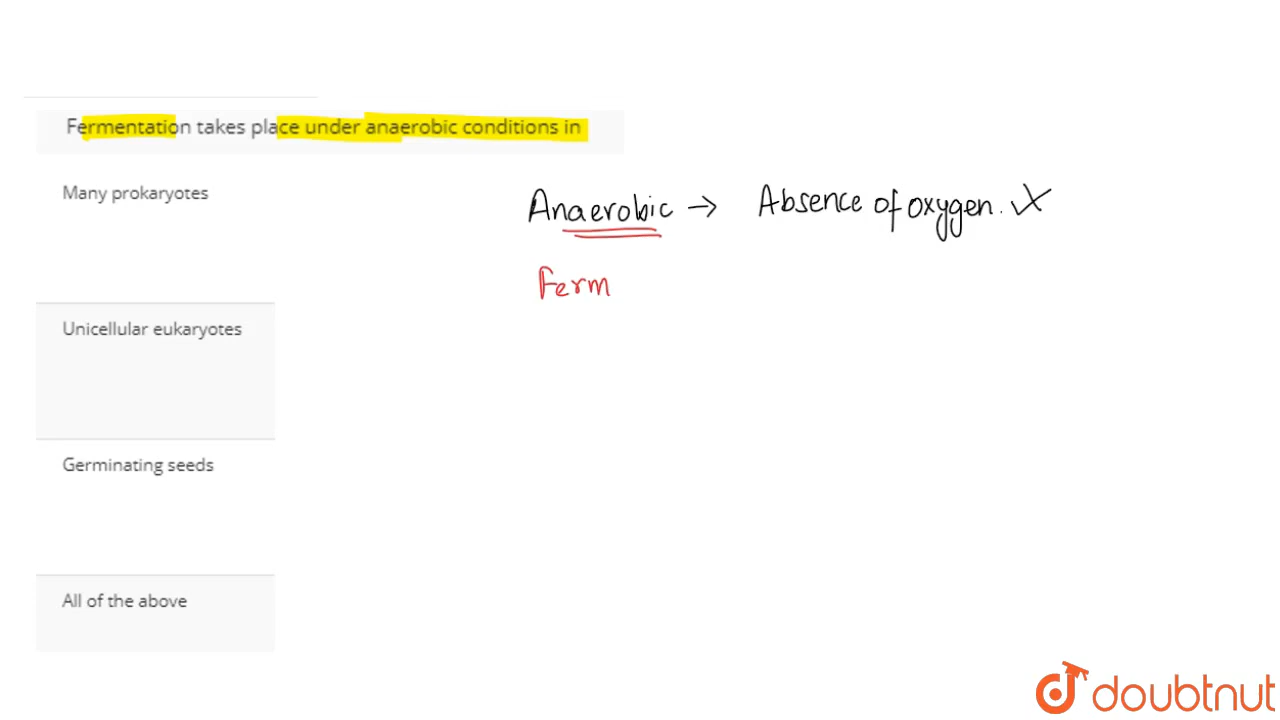 Fermentation takes place under anaerobic conditions in
Many prokaryotes
Anaerobic → Absence of oxygen.
Ferm
Unicellular eukaryotes
Germinating seeds
All of the above
doubtnut